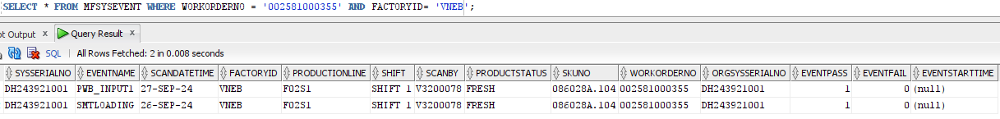 SELECT * FROM MFSYSEVENT WHERE WORKORDERNO = '002581000355' AND FACTORYID= 'VNEB';
ot Output x Query Result x
SQL | All Rows Fetched: 2 in 0.008 seconds
SYSSERIALNO EVENTNAME SCANDATETIME FACTORYID PRODUCTIONLINE SHIFT SCANBY PRODUCTSTATUS SKUNO WORKORDERNO ORGSYSSERIALNO EVENTPASS EVENTFAIL EVENTSTARTTIME
DH243921001 PWB_INPUT1 27-SEP-24 VNEB F02S1 SHIFT 1 V3200078 FRESH 086028A.104 002581000355 DH243921001 1 0 (null)
DH243921001 SMTLOADING 26-SEP-24 VNEB F02S1 SHIFT 1 V3200078 FRESH 086028A.104 002581000355 DH243921001 1 0 (null)